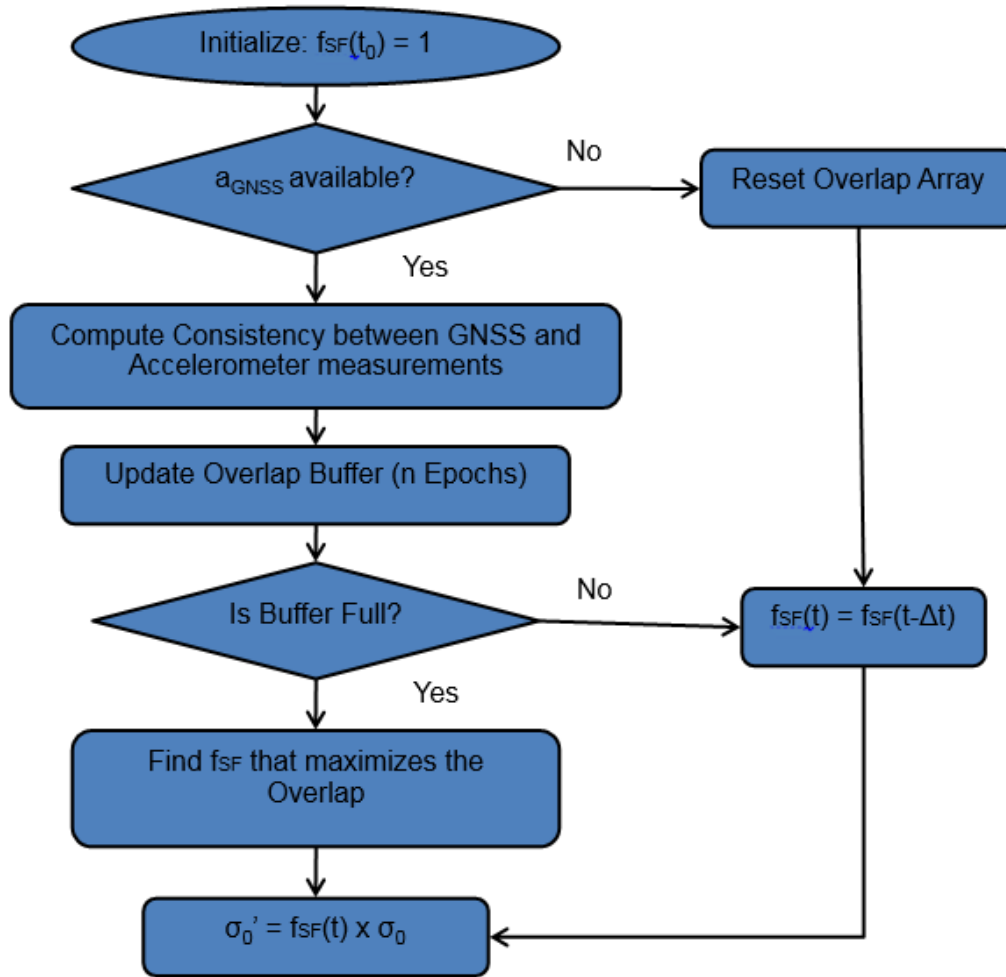 Initialize: fSF(t₀) = 1
aGNSS available?
No
Reset Overlap Array
Yes
Compute Consistency between GNSS and
Accelerometer measurements
Update Overlap Buffer (n Epochs)
Is Buffer Full?
No
fSF(t) = fSF(t-Δt)
Yes
Find fSF that maximizes the
Overlap
σ₀’ = fSF(t) x σ₀